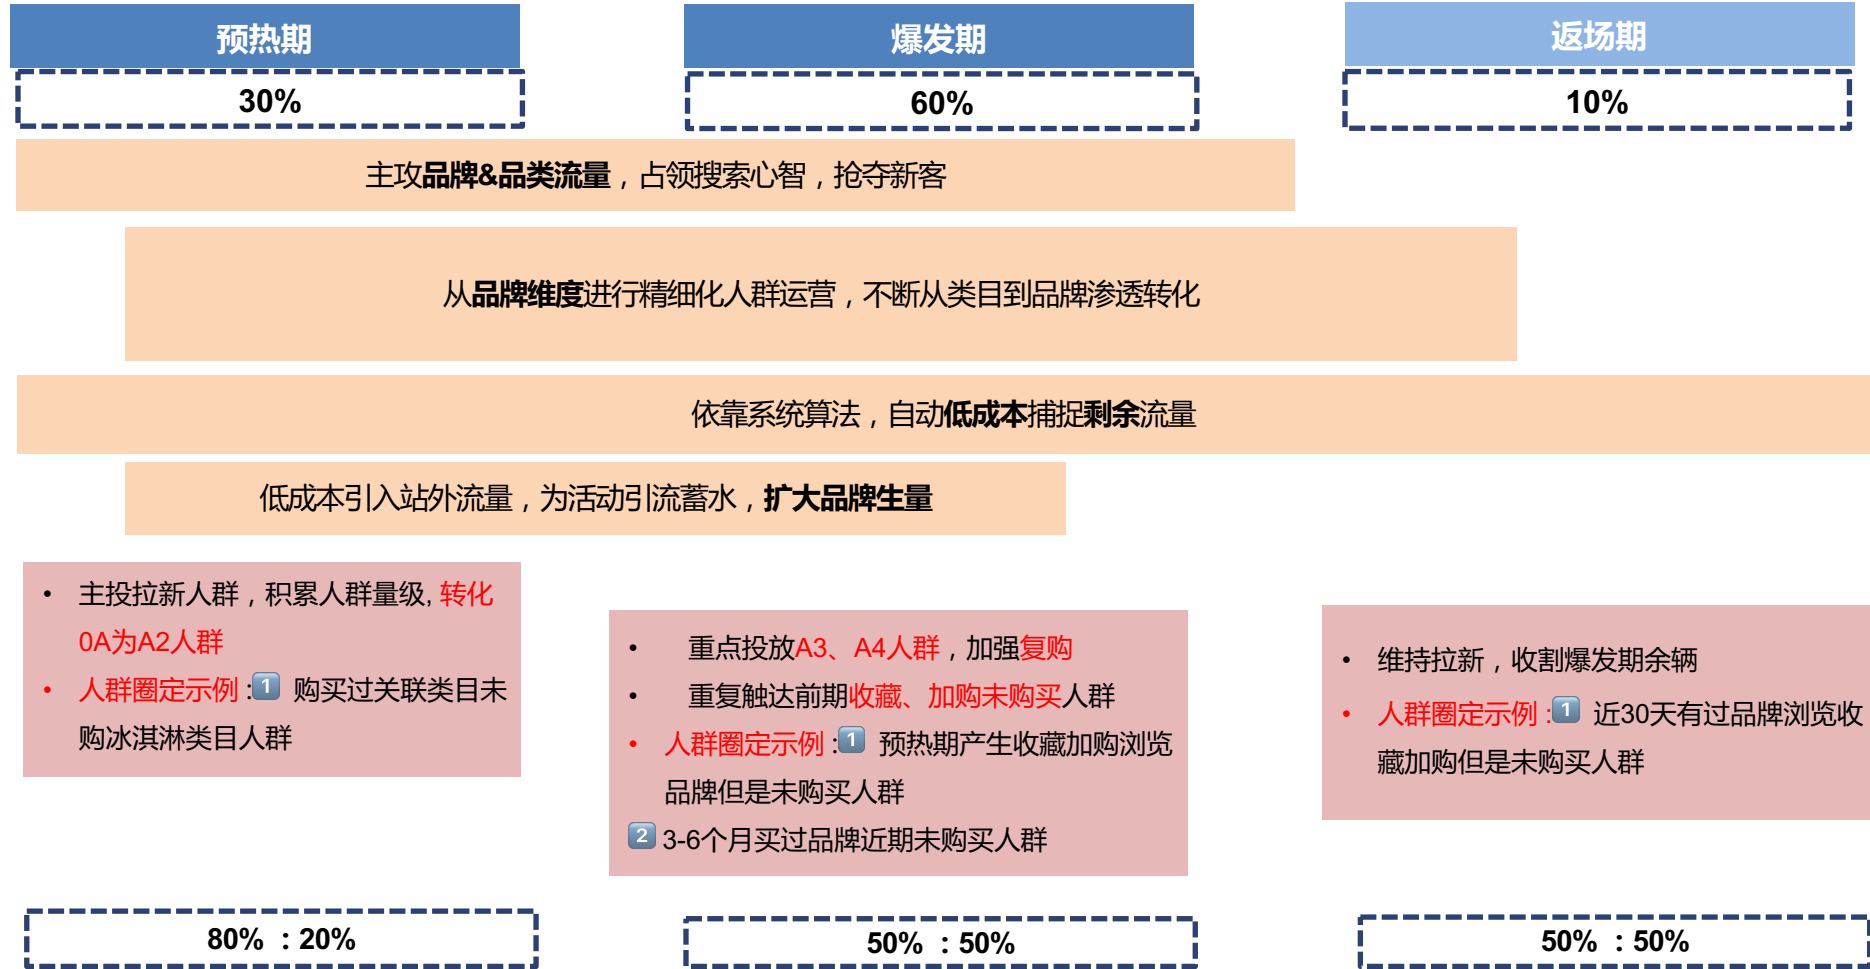 预热期
爆发期
返场期
30%
60%
10%
主攻品牌&品类流量，占领搜索心智，抢夺新客
从品牌维度进行精细化人群运营，不断从类目到品牌渗透转化
依靠系统算法，自动低成本捕捉剩余流量
低成本引入站外流量，为活动引流蓄水，扩大品牌生量
• 主投拉新人群，积累人群量级, 转化
0A为A2人群
• 人群圈定示例：1 购买过关联类目未
购冰淇淋类目人群
• 重点投放A3、A4人群，加强复购
• 重复触达前期收藏、加购未购买人群
• 人群圈定示例：1 预热期产生收藏加购浏览
品牌但是未购买人群
2 3-6个月买过品牌近期未购买人群
• 维持拉新，收割爆发期余辆
• 人群圈定示例：1 近30天有过品牌浏览收
藏加购但是未购买人群
80% ：20%
50% ：50%
50% ：50%